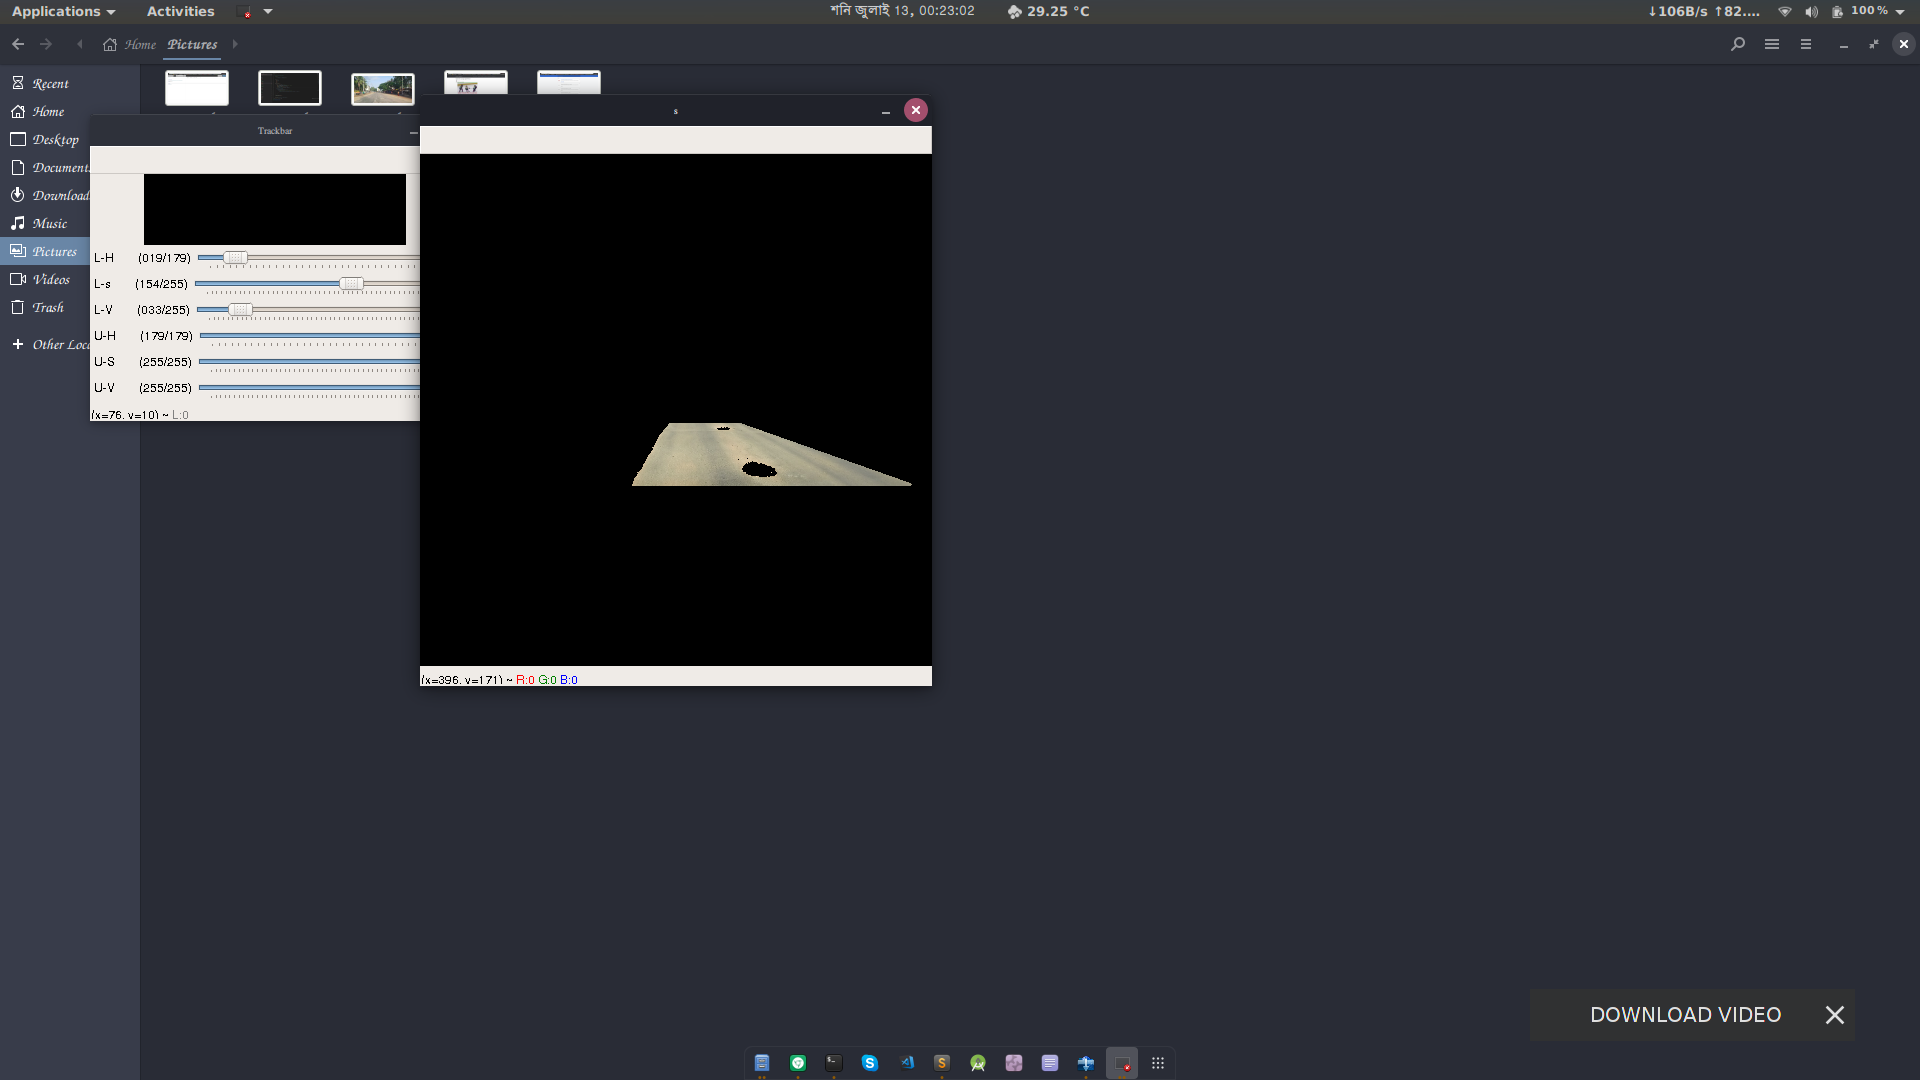 Applications Activities শনি জুলাই 13, 00:23:02 29.25 °C ↓106B/s ↑82.... 100 %
Home Pictures
Recent
Home
Desktop
Document
Download
Music
Pictures
Videos
Trash
Other Loc
Trackbar
L-H (019/179)
L-s (154/255)
L-V (033/255)
U-H (179/179)
U-S (255/255)
U-V (255/255)
(x=76, y=10) ~ L:0
s
(x=396, y=171) ~ R:0 G:0 B:0
DOWNLOAD VIDEO